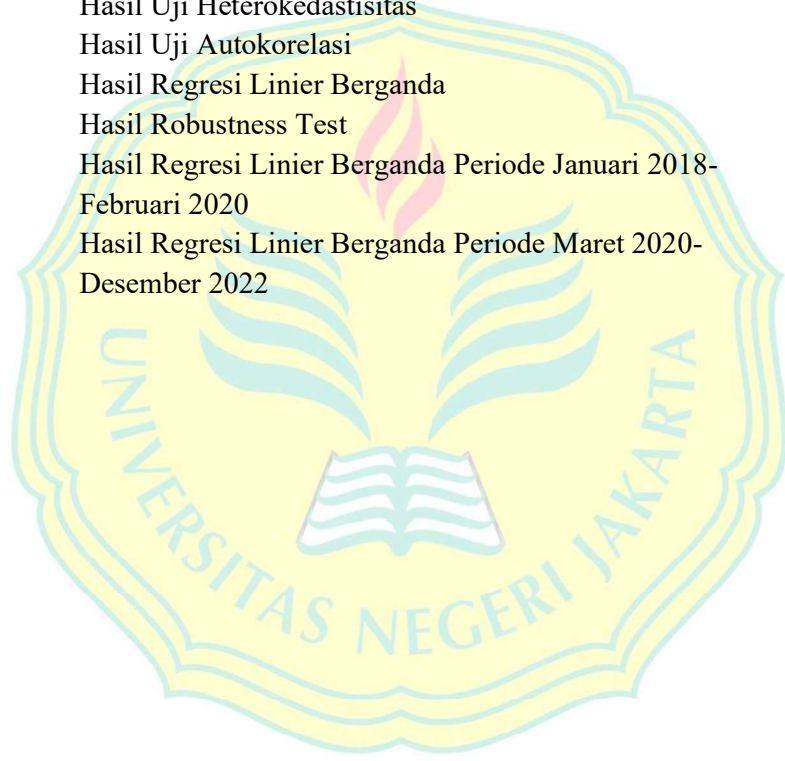 Hasil Uji Heterokedastisitas
Hasil Uji Autokorelasi
Hasil Regresi Linier Berganda
Hasil Robustness Test
Hasil Regresi Linier Berganda Periode Januari 2018-
Februari 2020
Hasil Regresi Linier Berganda Periode Maret 2020-
Desember 2022
UNIVERSITAS NEGERI JAKARTA